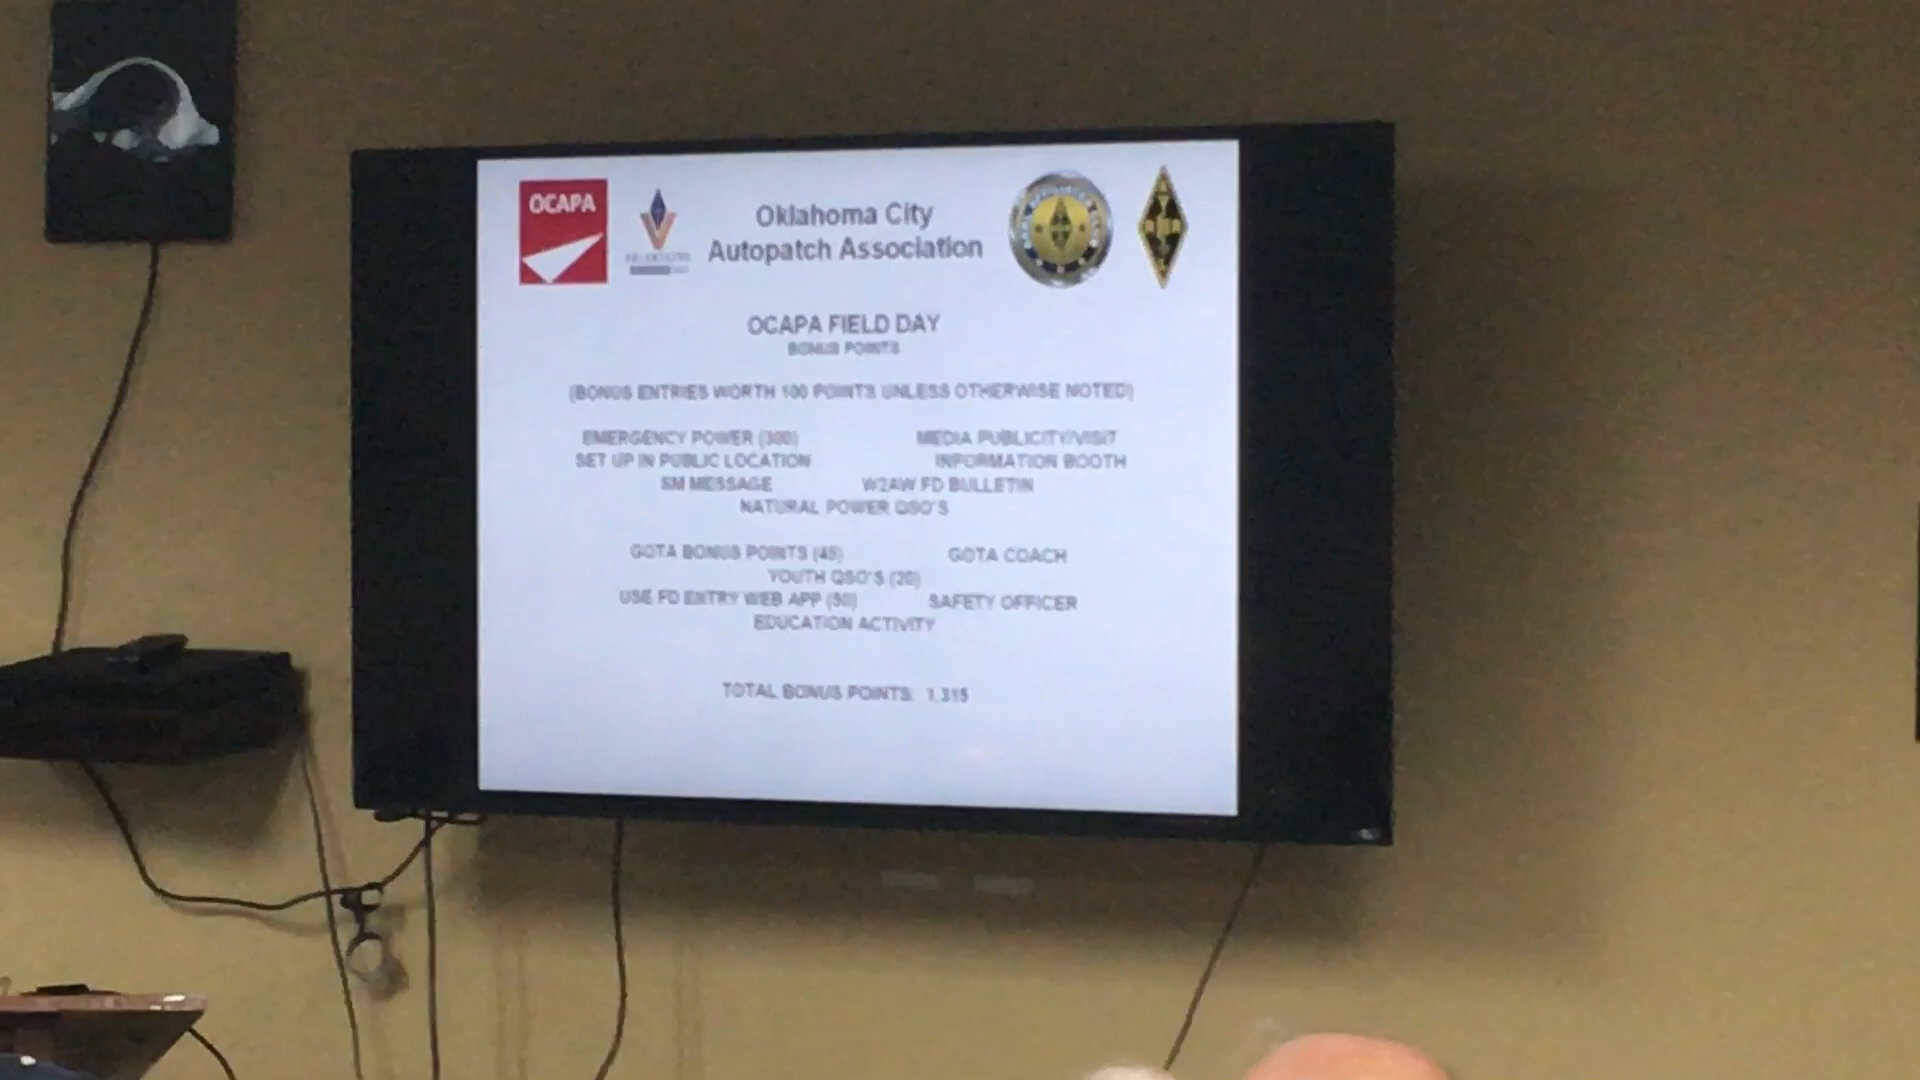 OCAPA
Oklahoma City
Autopatch Association
OCAPA FIELD DAY
BONUS POINTS
(BONUS ENTRIES WORTH 100 POINTS UNLESS OTHERWISE NOTED)
EMERGENCY POWER (300) MEDIA PUBLICITY/VISIT
SET UP IN PUBLIC LOCATION INFORMATION BOOTH
SM MESSAGE W2AW FD BULLETIN
NATURAL POWER QSO'S
GOTA BONUS POINTS (45) GOTA COACH
YOUTH QSO'S (20)
USE FD ENTRY WEB APP (50) SAFETY OFFICER
EDUCATION ACTIVITY
TOTAL BONUS POINTS: 1,315